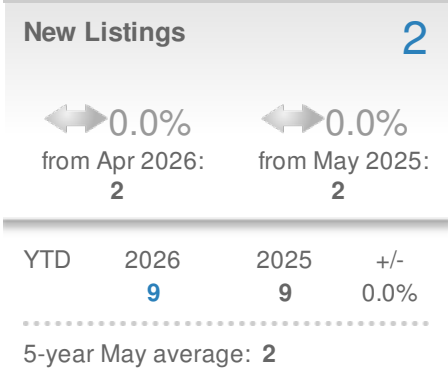 New Listings 2
0.0% 0.0%
from Apr 2026: from May 2025:
2 2
YTD 2026 2025 +/-
9 9 0.0%
5-year May average: 2